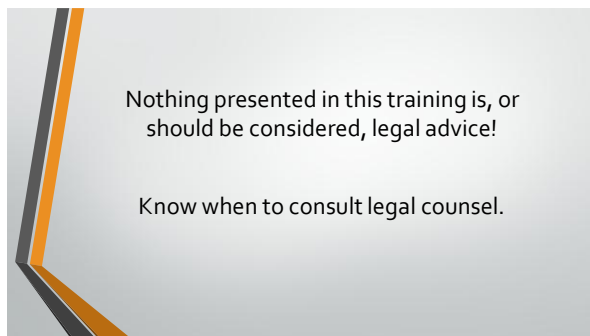 Nothing presented in this training is, or
should be considered, legal advice!
Know when to consult legal counsel.